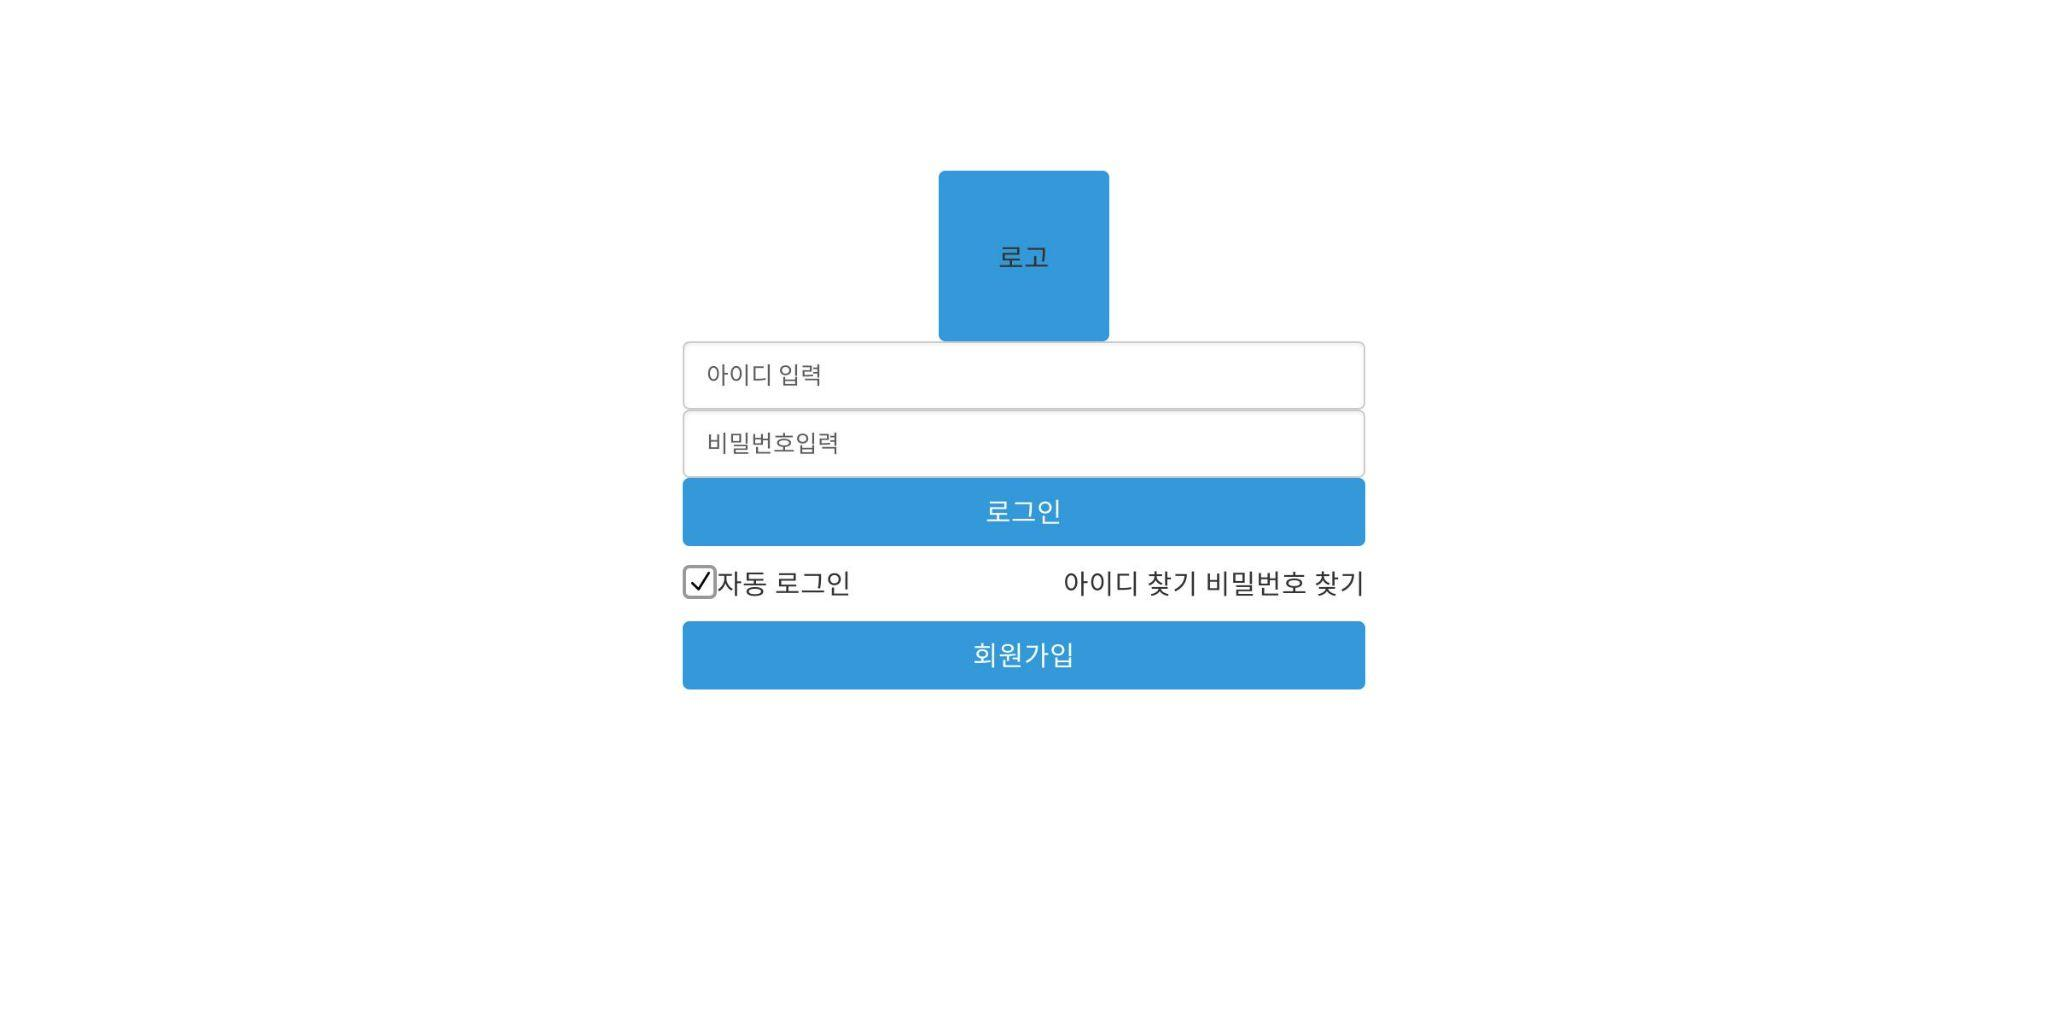 로고
아이디 입력
비밀번호입력
로그인
자동 로그인 아이디 찾기 비밀번호 찾기
회원가입